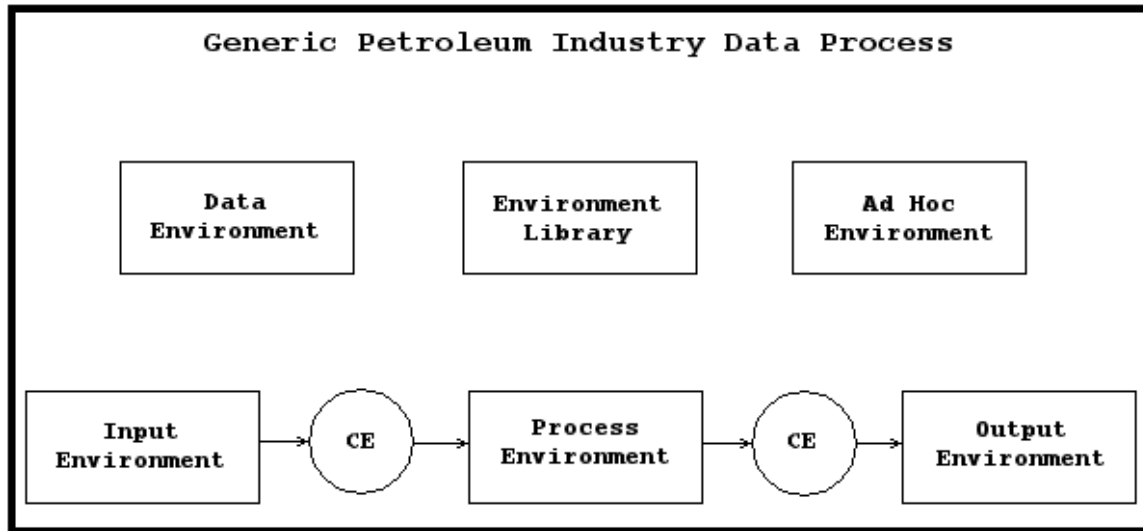 Generic Petroleum Industry Data Process
Data
Environment
Environment
Library
Ad Hoc
Environment
Input
Environment
CE
Process
Environment
CE
Output
Environment